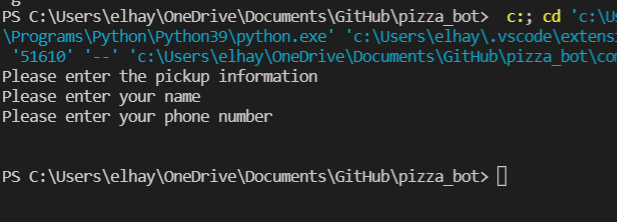 PS C:\Users\elhay\OneDrive\Documents\GitHub\pizza_bot>  c:; cd 'c:\U
\Programs\Python\Python39\python.exe' 'c:\Users\elhay\.vscode\extensi
'51610' '--' 'c:\Users\elhay\OneDrive\Documents\GitHub\pizza_bot\co
Please enter the pickup information
Please enter your name
Please enter your phone number
PS C:\Users\elhay\OneDrive\Documents\GitHub\pizza_bot>